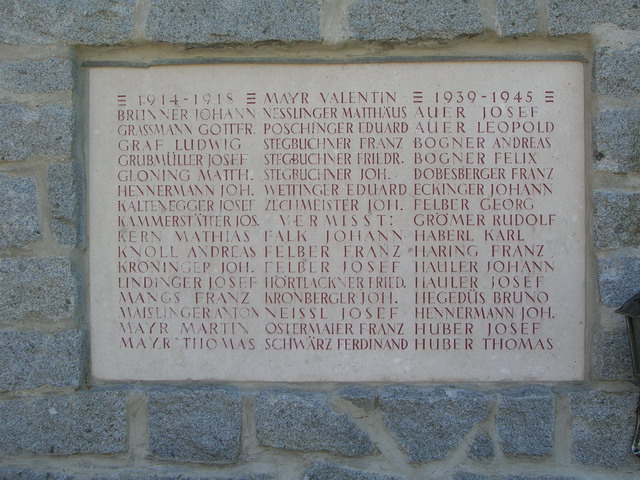 ≡ 1914-1918 ≡
BRUNNER JOHANN
GRASSMANN GOTTFR.
GRAF LUDWIG
GRUBMÜLLER JOSEF
GLONING MATTH.
HENNERMANN JOH.
KALTENEGGER JOSEF
KAMMERSTÄTTER JOS.
KERN MATHIAS
KNOLL ANDREAS
KRÖNINGER JOH.
LINDINGER JOSEF
MANGS FRANZ
MAISLINGER ANTON
MAYR MARTIN
MAYR THOMAS
MAYR VALENTIN
NESSLINGER MATTHÄUS
POSCHINGER EDUARD
STEGBUCHNER FRANZ
STEGBUCHNER FRIEDR.
STEGBUCHNER JOH.
WETTINGER EDUARD
ZECHMEISTER JOH.
VERMISST:
FALK JOHANN
FELBER FRANZ
FELBER JOSEF
HÖRTLACKNER FRIED.
KRONBERGER JOH.
NEISSL JOSEF
OSTERMAIER FRANZ
SCHWÄRZ FERDINAND
≡ 1939-1945 ≡
AUER JOSEF
AUER LEOPOLD
BOGNER ANDREAS
BOGNER FELIX
DOBESBERGER FRANZ
ECKINGER JOHANN
FELBER GEORG
GRÖMER RUDOLF
HABERL KARL
HARING FRANZ
HAULER JOHANN
HAULER JOSEF
HEGEDÜS BRUNO
HENNERMANN JOH.
HUBER JOSEF
HUBER THOMAS